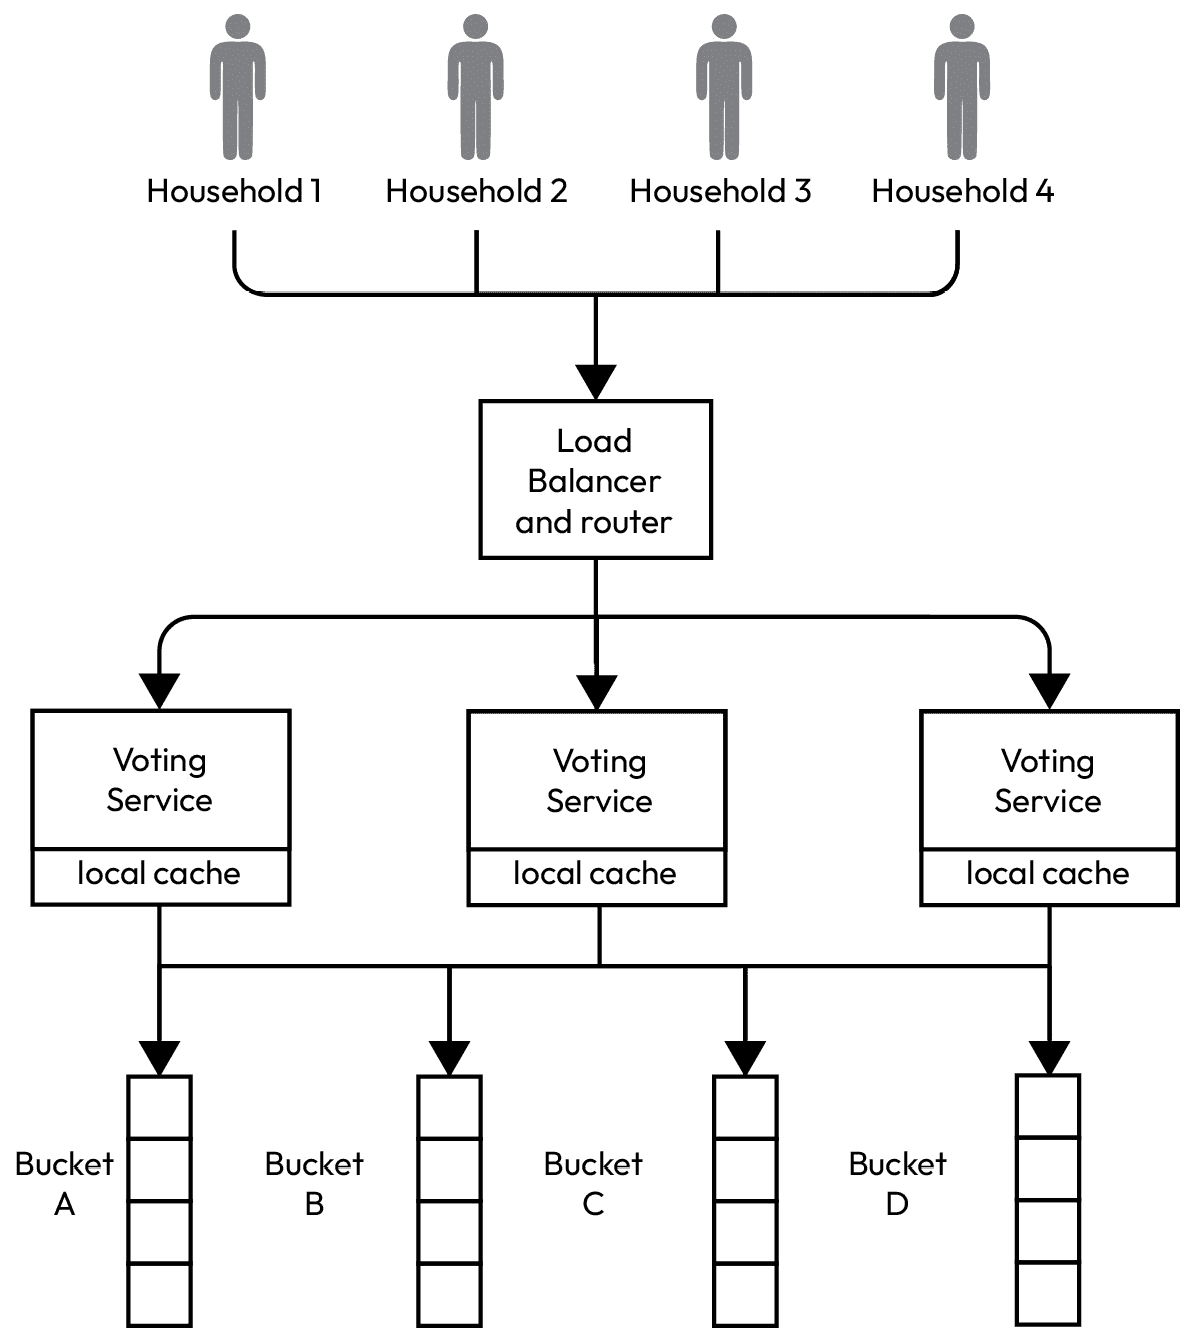 Household 1
Household 2
Household 3
Household 4
Load
Balancer
and router
Voting
Service
local cache
Voting
Service
local cache
Voting
Service
local cache
Bucket
A
Bucket
B
Bucket
C
Bucket
D